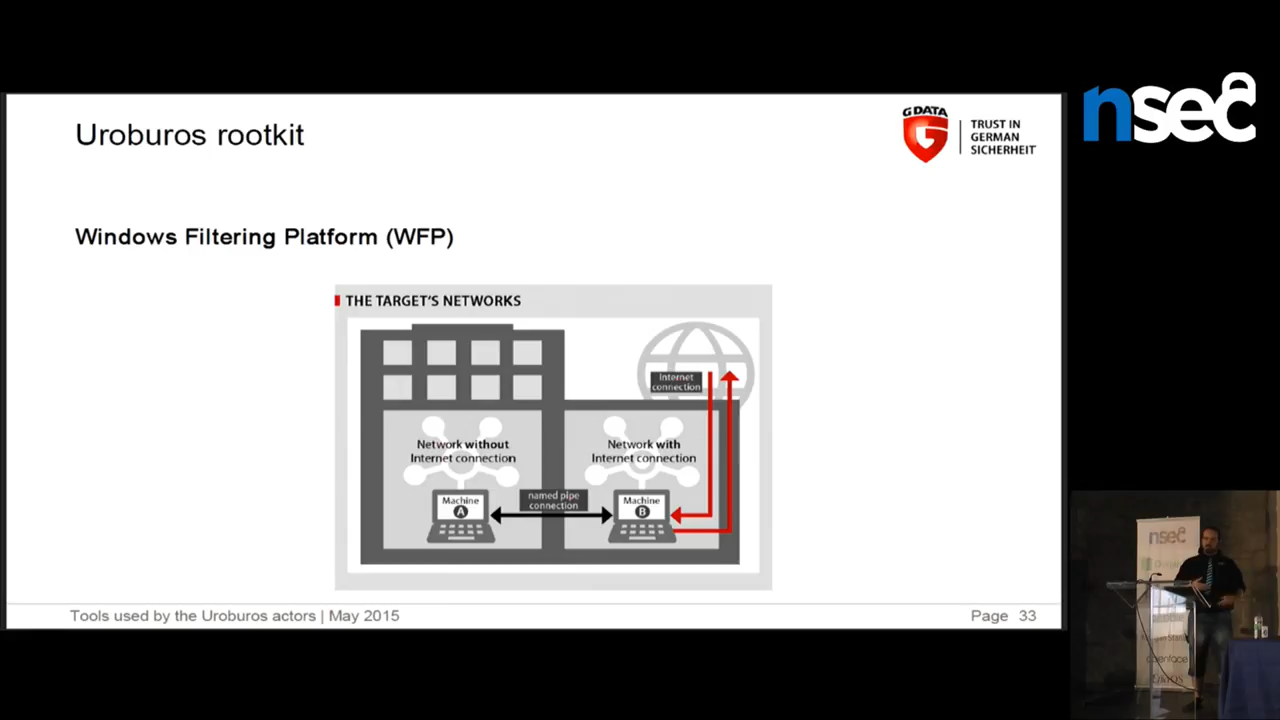 Uroburos rootkit
G DATA
TRUST IN
GERMAN
SICHERHEIT
nsec
Windows Filtering Platform (WFP)
THE TARGET'S NETWORKS
Internet
connection
Network without
Internet connection
Network with
Internet connection
Machine
A
named pipe
connection
Machine
B
Tools used by the Uroburos actors | May 2015
Page 33
nsec